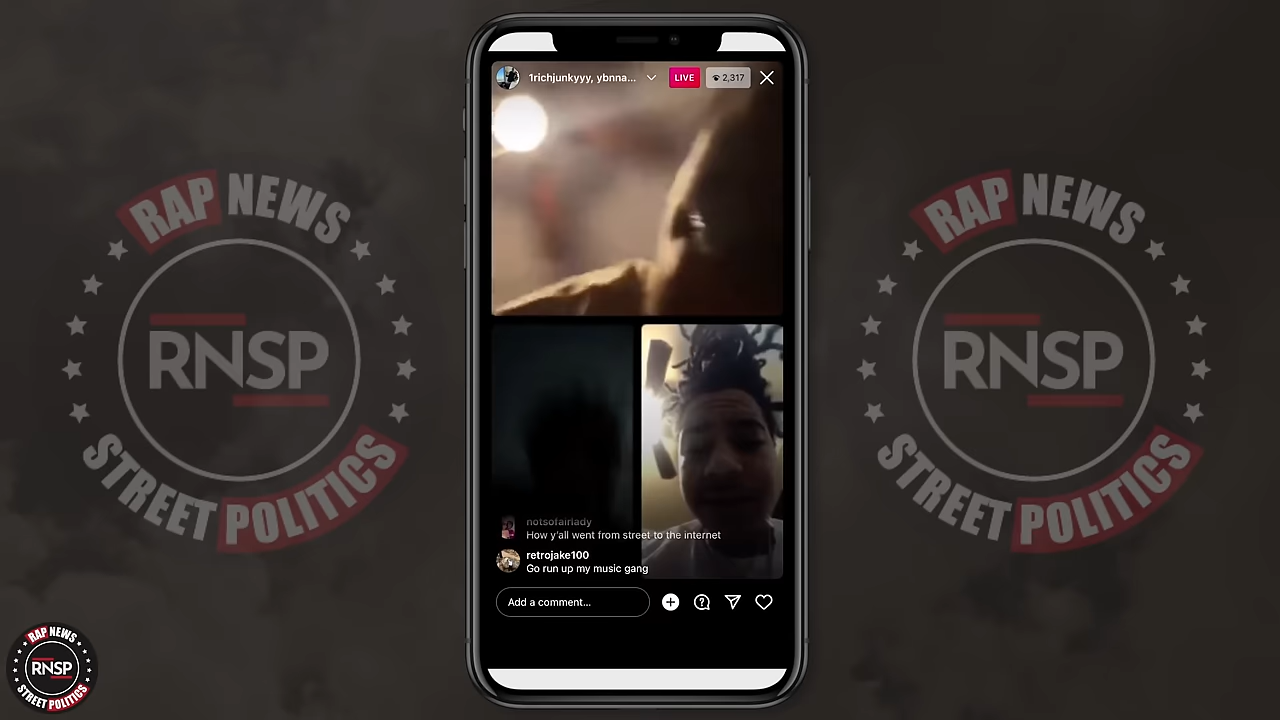 1richjunkyyy, ybnna...
LIVE
2,317
RAP NEWS
RNSP
STREET POLITICS
RAP NEWS
RNSP
STREET POLITICS
notsofairlady
How y'all went from street to the internet
retrojake100
Go run up my music gang
Add a comment...
RAP NEWS
RNSP
STREET POLITICS